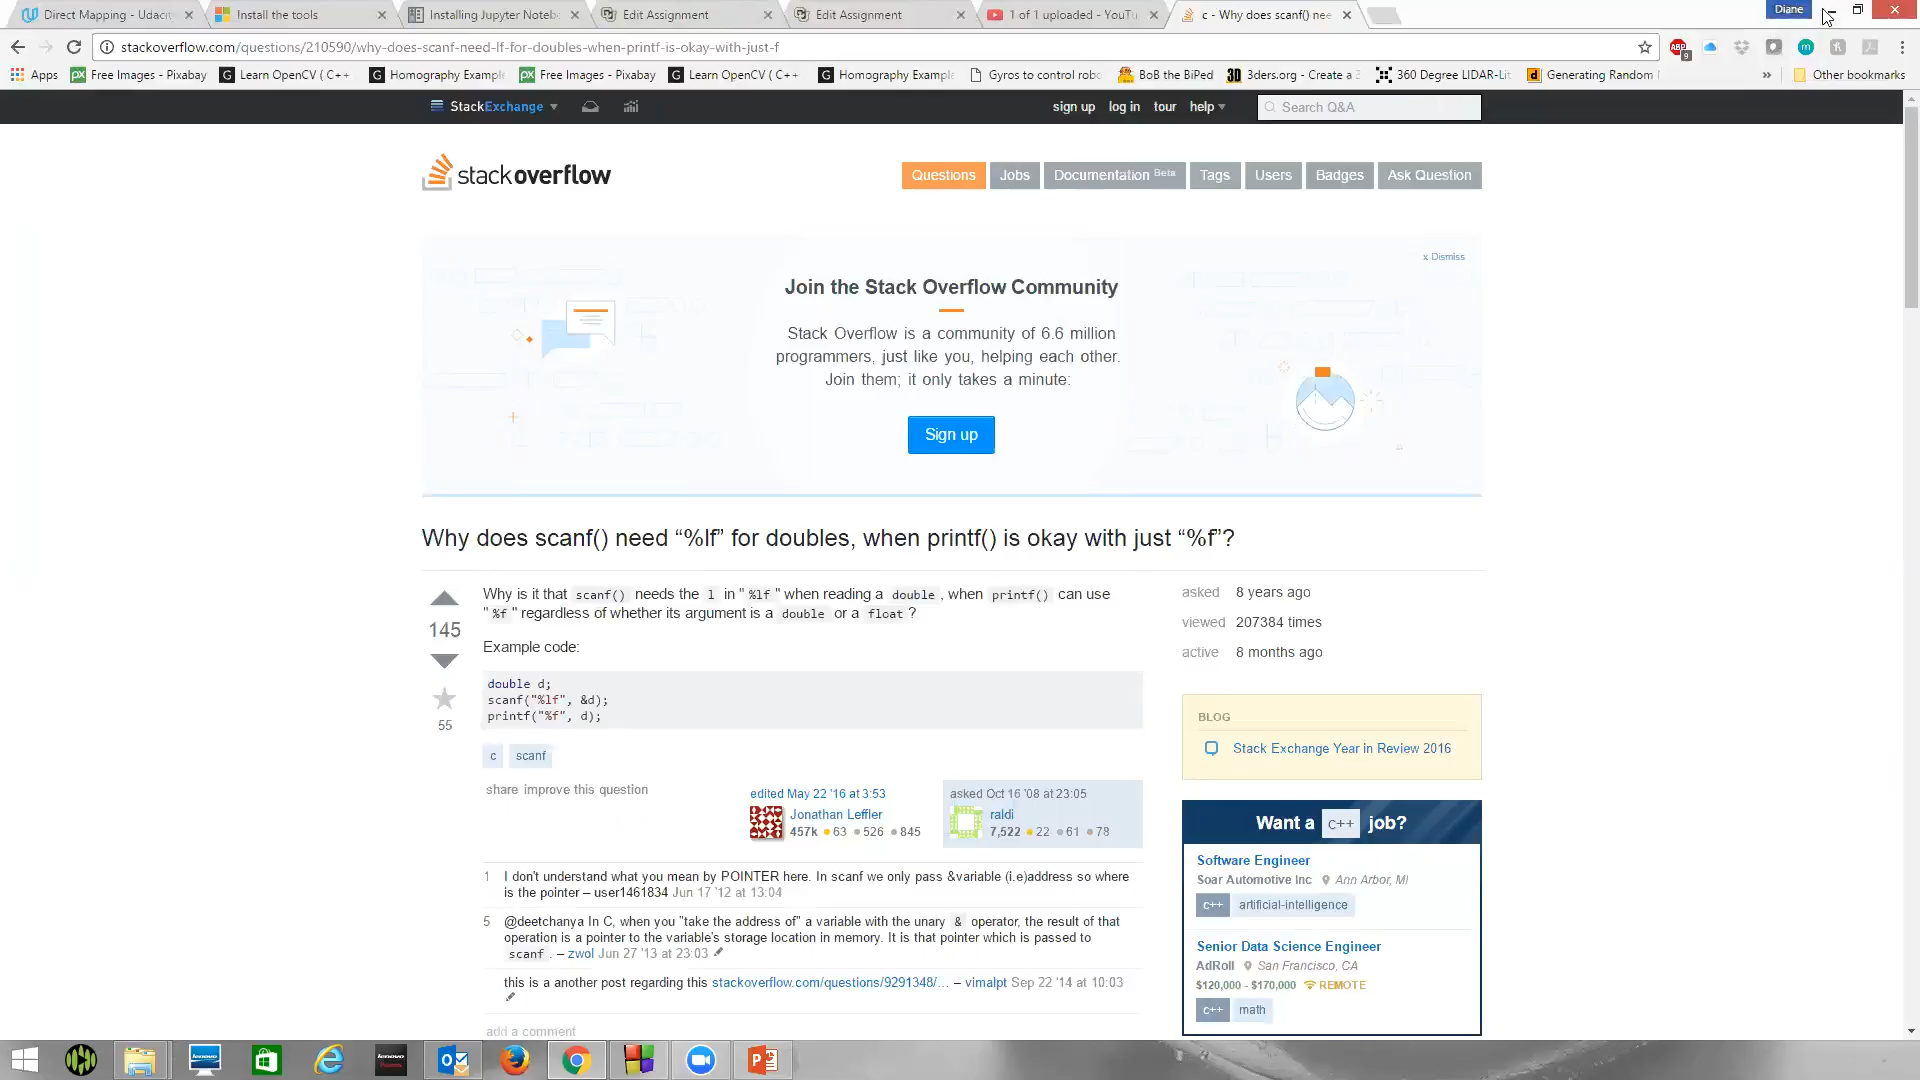 Direct Mapping - Udaci
Install the tools
Installing Jupyter Noteb
Edit Assignment
Edit Assignment
1 of 1 uploaded - YouTu
c - Why does scanf() nee
Diane
stackoverflow.com/questions/210590/why-does-scanf-need-lf-for-doubles-when-printf-is-okay-with-just-f
ABP
9
m
Apps
px Free Images - Pixabay
G Learn OpenCV ( C++
G Homography Example
px Free Images - Pixabay
G Learn OpenCV ( C++
G Homography Example
Gyros to control robo
BoB the BiPed
3D 3ders.org - Create a 3
360 Degree LIDAR-Lit
d Generating Random
»
Other bookmarks
StackExchange
sign up log in tour help
Search Q&A
stackoverflow
Questions
Jobs
Documentation Beta
Tags
Users
Badges
Ask Question
x Dismiss
Join the Stack Overflow Community
Stack Overflow is a community of 6.6 million
programmers, just like you, helping each other.
Join them; it only takes a minute:
Sign up
Why does scanf() need “%lf” for doubles, when printf() is okay with just “%f”?
Why is it that scanf() needs the l in " %lf " when reading a double , when printf() can use
" %f " regardless of whether its argument is a double or a float ?
145
Example code:
double d;
scanf("%lf", &d);
printf("%f", d);
55
c scanf
share improve this question
edited May 22 '16 at 3:53
Jonathan Leffler
457k 63 526 845
asked Oct 16 '08 at 23:05
raldi
7,522 22 61 78
1 I don't understand what you mean by POINTER here. In scanf we only pass &variable (i.e)address so where
is the pointer – user1461834 Jun 17 '12 at 13:04
5 @deetchanya In C, when you "take the address of" a variable with the unary & operator, the result of that
operation is a pointer to the variable's storage location in memory. It is that pointer which is passed to
scanf . – zwol Jun 27 '13 at 23:03
this is a another post regarding this stackoverflow.com/questions/9291348/… – vimalpt Sep 22 '14 at 10:03
add a comment
asked 8 years ago
viewed 207384 times
active 8 months ago
BLOG
Stack Exchange Year in Review 2016
Want a c++ job?
Software Engineer
Soar Automotive Inc Ann Arbor, MI
c++ artificial-intelligence
Senior Data Science Engineer
AdRoll San Francisco, CA
$120,000 - $170,000 REMOTE
c++ math
lenovo